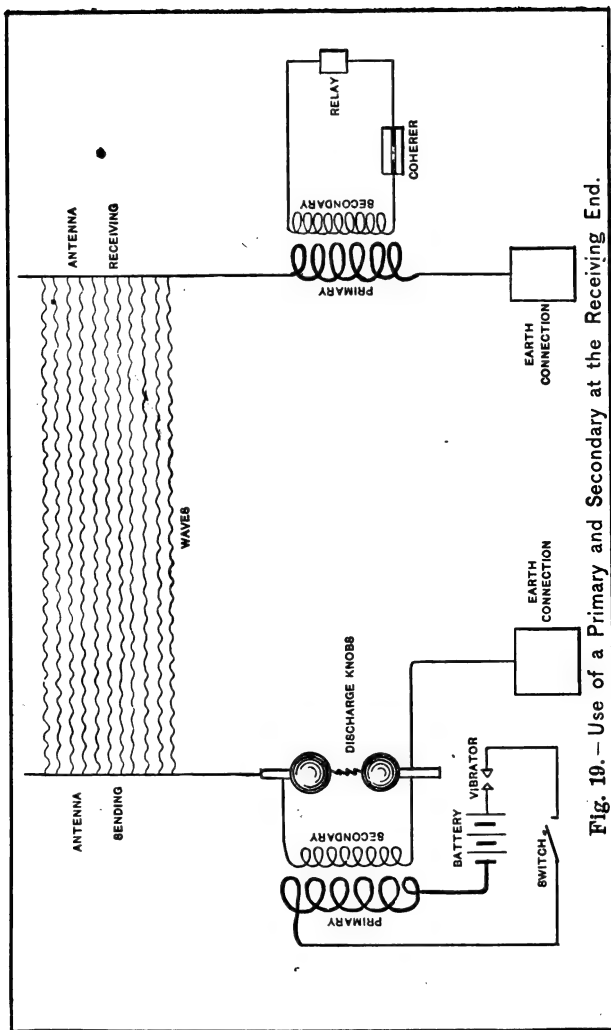 ANTENNA
SENDING
ANTENNA
RECEIVING
WAVES
PRIMARY
SECONDARY
DISCHARGE KNOBS
BATTERY
VIBRATOR
SWITCH
EARTH
CONNECTION
PRIMARY
SECONDARY
RELAY
COHERER
EARTH
CONNECTION
Fig. 19.—Use of a Primary and Secondary at the Receiving End.